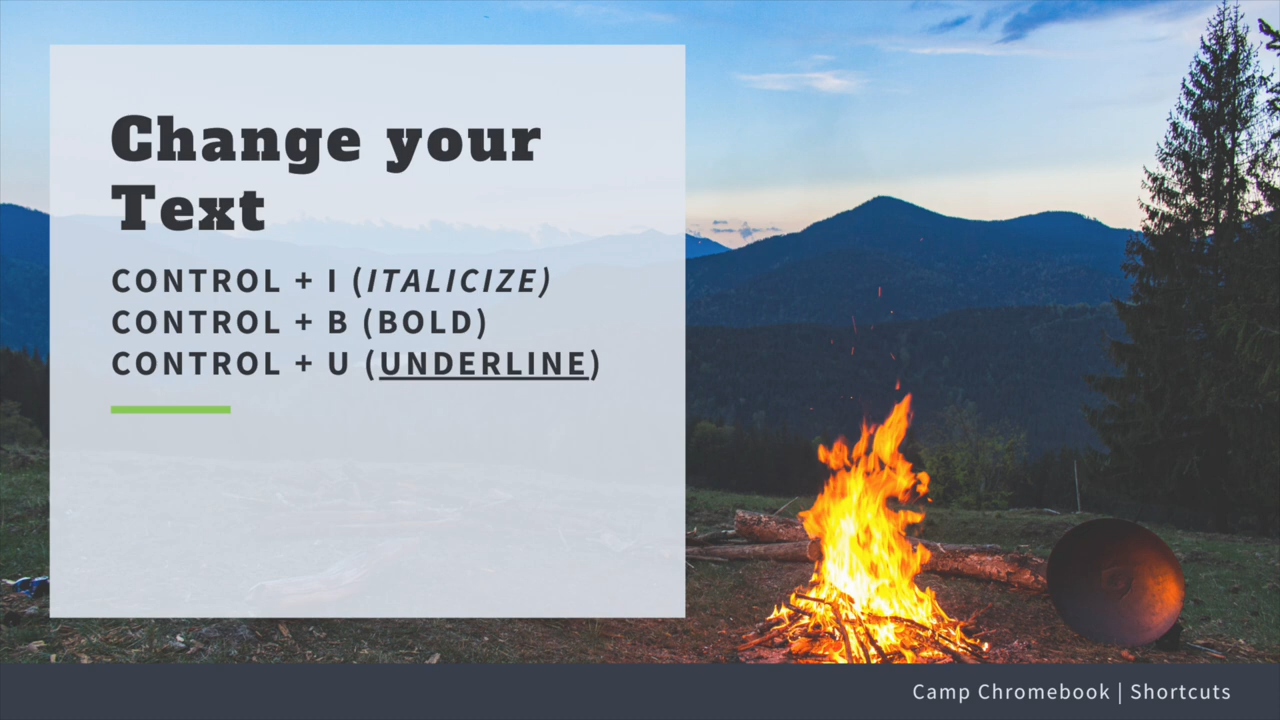 Change your
Text
CONTROL + I (ITALICIZE)
CONTROL + B (BOLD)
CONTROL + U (UNDERLINE)
Camp Chromebook | Shortcuts